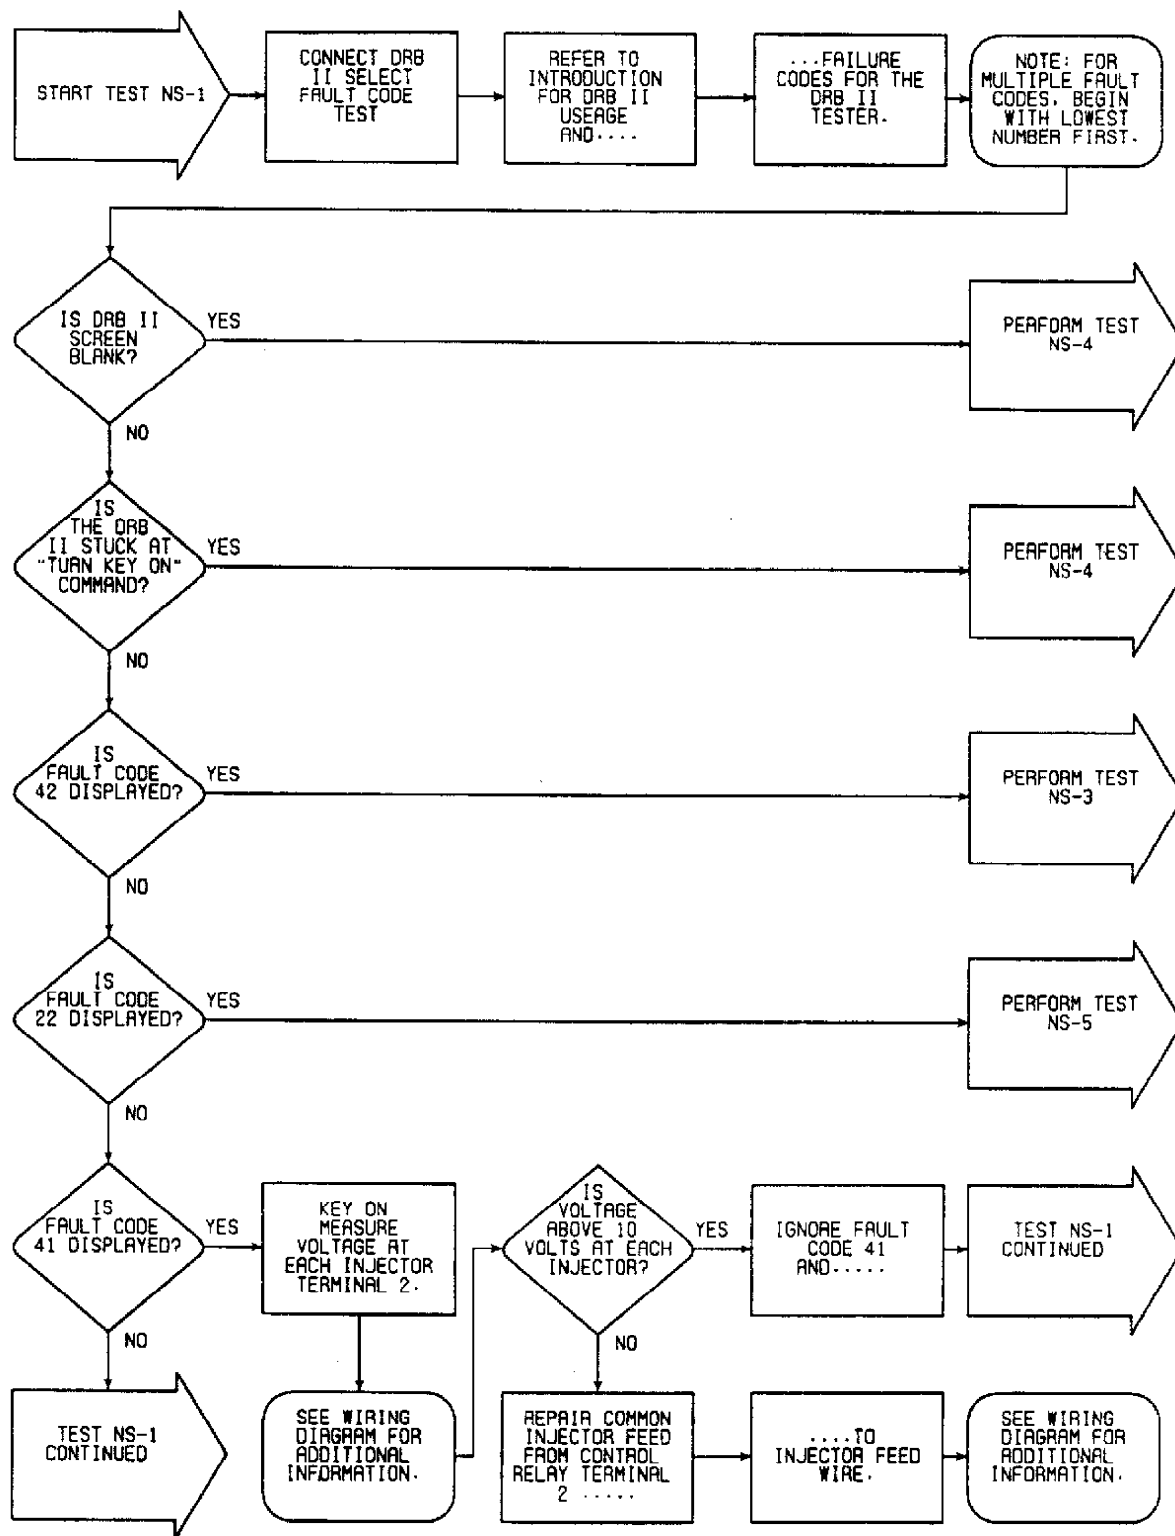 START TEST NS-1
CONNECT DRB
II SELECT
FAULT CODE
TEST
REFER TO
INTRODUCTION
FOR DRB II
USEAGE
AND....
...FAILURE
CODES FOR THE
DRB II
TESTER.
NOTE: FOR
MULTIPLE FAULT
CODES, BEGIN
WITH LOWEST
NUMBER FIRST.
IS DRB II
SCREEN
BLANK?
YES
PERFORM TEST
NS-4
NO
IS
THE DRB
II STUCK AT
"TURN KEY ON"
COMMAND?
YES
PERFORM TEST
NS-4
NO
IS
FAULT CODE
42 DISPLAYED?
YES
PERFORM TEST
NS-3
NO
IS
FAULT CODE
22 DISPLAYED?
YES
PERFORM TEST
NS-5
NO
IS
FAULT CODE
41 DISPLAYED?
YES
KEY ON
MEASURE
VOLTAGE AT
EACH INJECTOR
TERMINAL 2.
IS
VOLTAGE
ABOVE 10
VOLTS AT EACH
INJECTOR?
YES
IGNORE FAULT
CODE 41
AND.....
TEST NS-1
CONTINUED
NO
NO
TEST NS-1
CONTINUED
SEE WIRING
DIAGRAM FOR
ADDITIONAL
INFORMATION.
REPAIR COMMON
INJECTOR FEED
FROM CONTROL
RELAY TERMINAL
2 .....
....TO
INJECTOR FEED
WIRE.
SEE WIRING
DIAGRAM FOR
ADDITIONAL
INFORMATION.